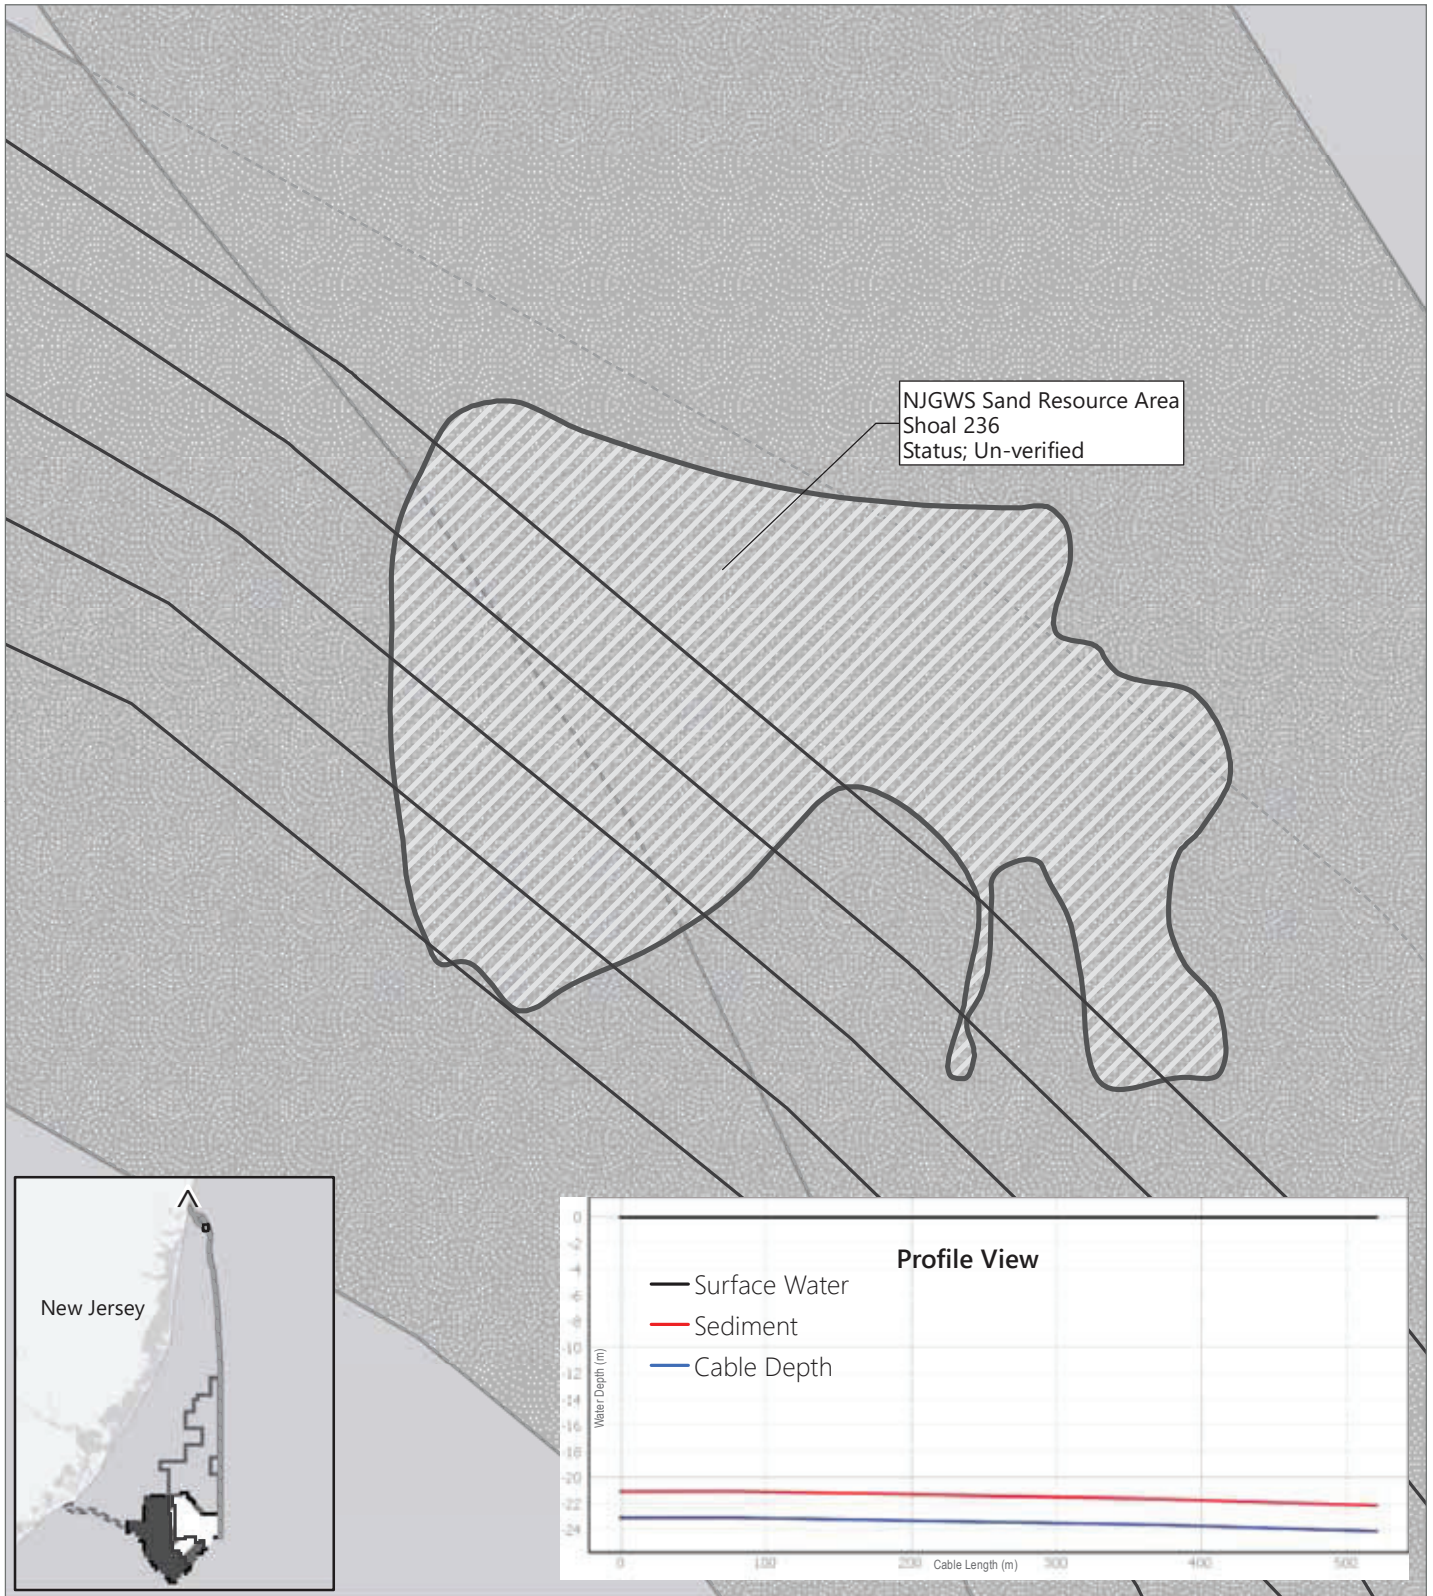 NJGWS Sand Resource Area
Shoal 236
Status; Un-verified
New Jersey
Profile View
Surface Water
Sediment
Cable Depth
Water Depth (m)
0
-2
-4
-6
-8
-10
-12
-14
-16
-18
-20
-22
-24
0 100 200 300 400 500
Cable Length (m)